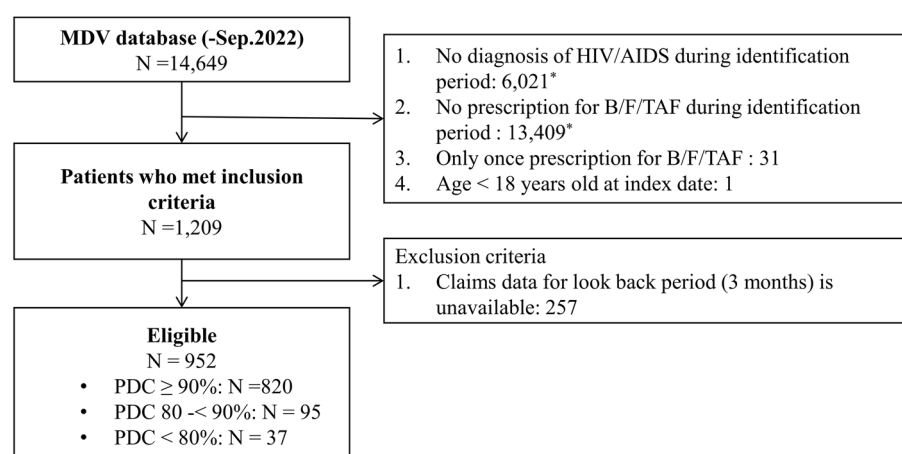 MDV database (-Sep.2022)
N =14,649
1. No diagnosis of HIV/AIDS during identification
period: 6,021*
2. No prescription for B/F/TAF during identification
period : 13,409*
3. Only once prescription for B/F/TAF : 31
4. Age < 18 years old at index date: 1
Patients who met inclusion
criteria
N =1,209
Exclusion criteria
1. Claims data for look back period (3 months) is
unavailable: 257
Eligible
N = 952
• PDC ≥ 90%: N =820
• PDC 80 -< 90%: N = 95
• PDC < 80%: N = 37